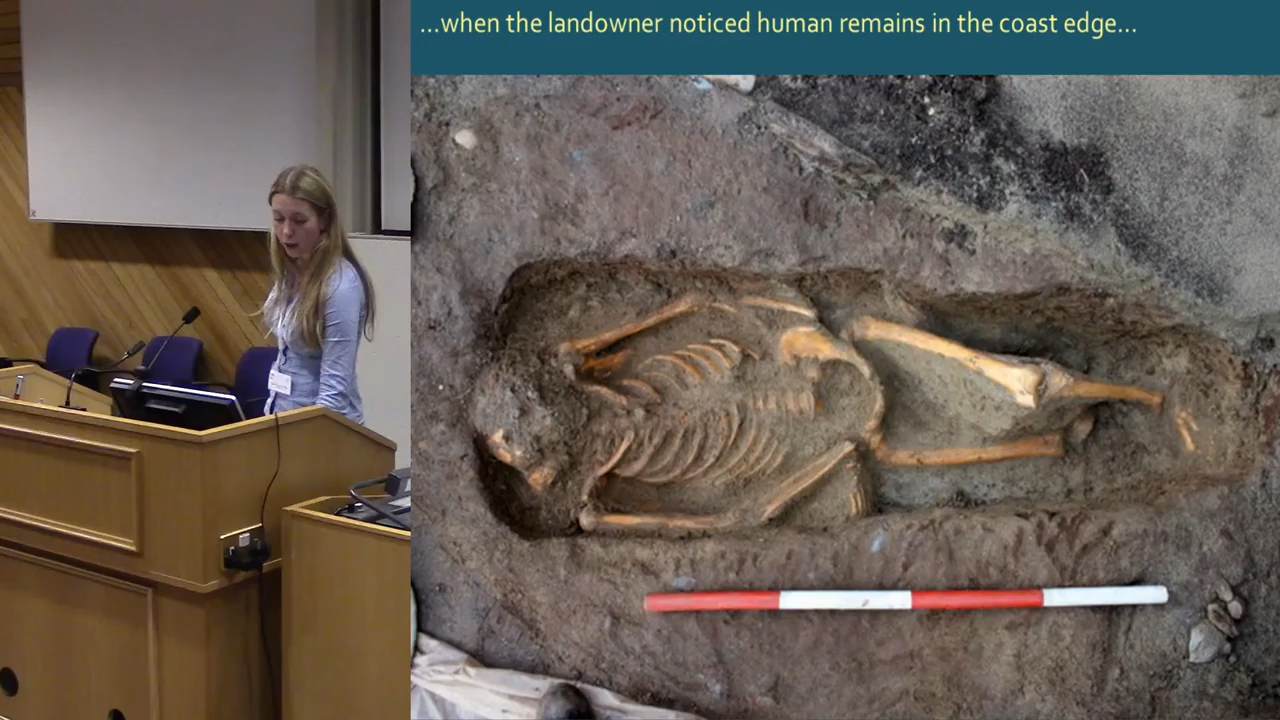 ...when the landowner noticed human remains in the coast edge...